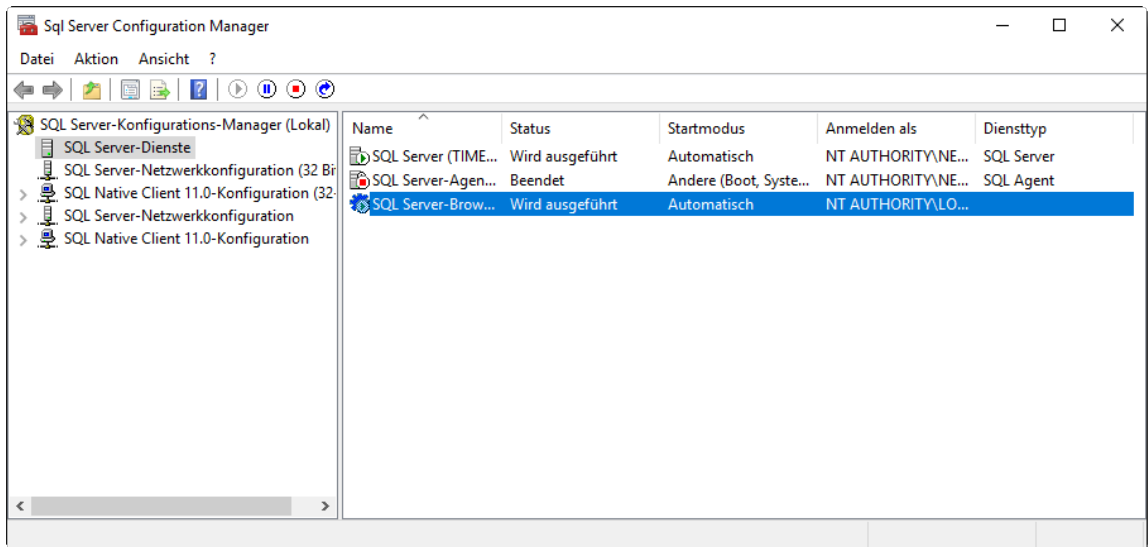 Sql Server Configuration Manager
Datei Aktion Ansicht ?
SQL Server-Konfigurations-Manager (Lokal)
SQL Server-Dienste
SQL Server-Netzwerkkonfiguration (32 Bi
SQL Native Client 11.0-Konfiguration (32-
SQL Server-Netzwerkkonfiguration
SQL Native Client 11.0-Konfiguration
Name Status Startmodus Anmelden als Diensttyp
SQL Server (TIME... Wird ausgeführt Automatisch NT AUTHORITY\NE... SQL Server
SQL Server-Agen... Beendet Andere (Boot, Syste... NT AUTHORITY\NE... SQL Agent
SQL Server-Brow... Wird ausgeführt Automatisch NT AUTHORITY\LO...